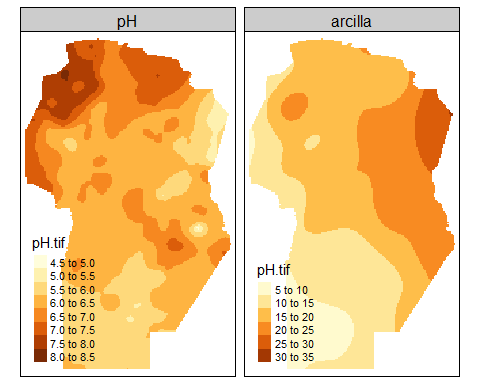 pH
arcilla
pH.tif
4.5 to 5.0
5.0 to 5.5
5.5 to 6.0
6.0 to 6.5
6.5 to 7.0
7.0 to 7.5
7.5 to 8.0
8.0 to 8.5
pH.tif
5 to 10
10 to 15
15 to 20
20 to 25
25 to 30
30 to 35